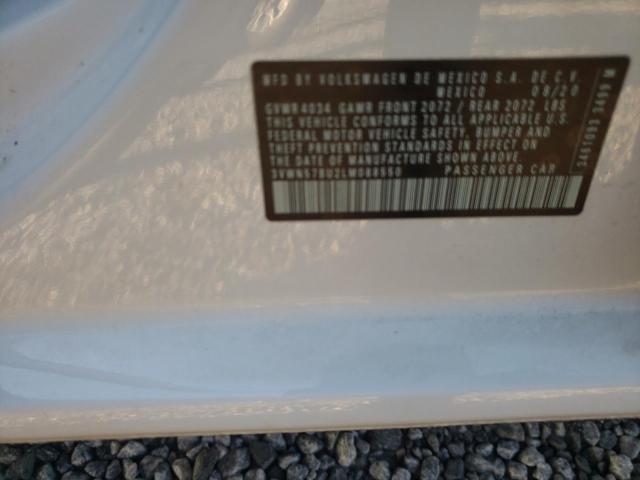 MFD BY VOLKSWAGEN DE MEXICO S.A. DE C.V.
MEXICO 08/20
GVWR 4034 GAWR FRONT 2072 / REAR 2072 LBS
THIS VEHICLE CONFORMS TO ALL APPLICABLE U.S.
FEDERAL MOTOR VEHICLE SAFETY, BUMPER AND
THEFT PREVENTION STANDARDS IN EFFECT ON
THE DATE OF MANUFACTURE SHOWN ABOVE.
PASSENGER CAR